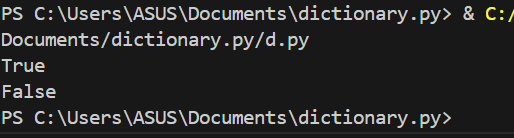 PS C:\Users\ASUS\Documents\dictionary.py> & C:/
Documents/dictionary.py/d.py
True
False
PS C:\Users\ASUS\Documents\dictionary.py>